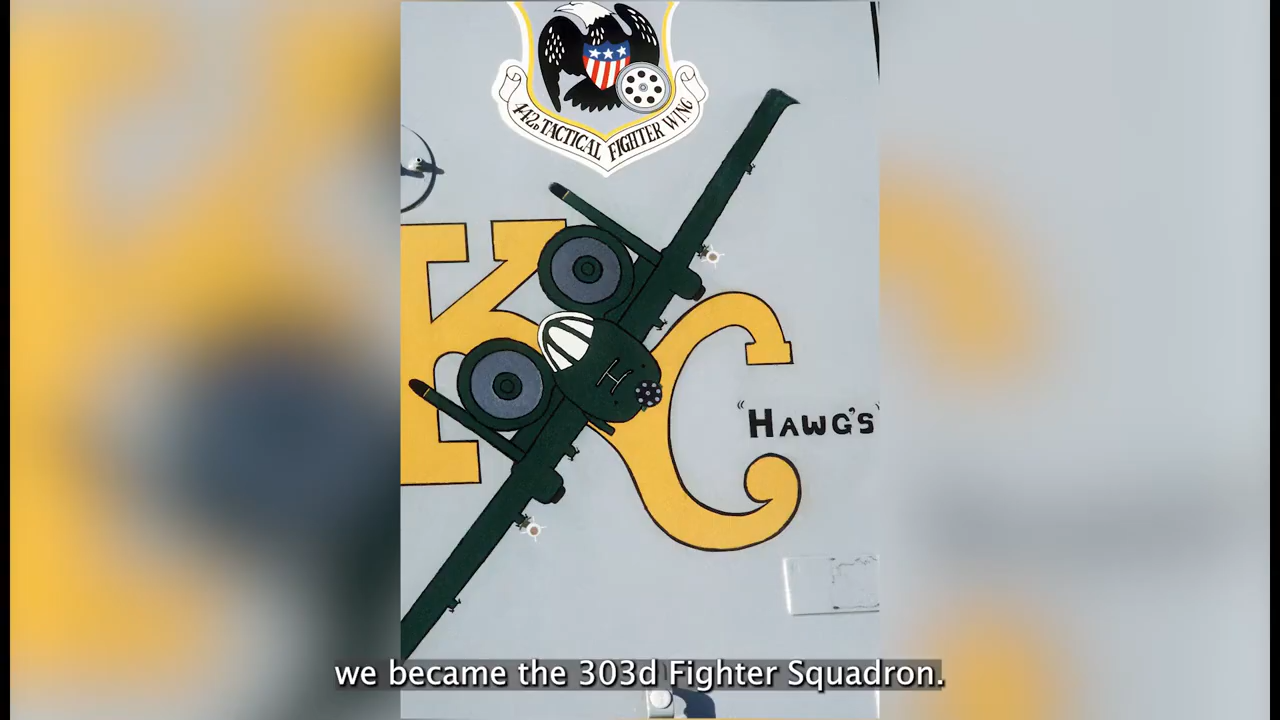 442D TACTICAL FIGHTER WING
KC
H
"HAWG'S"
we became the 303d Fighter Squadron.